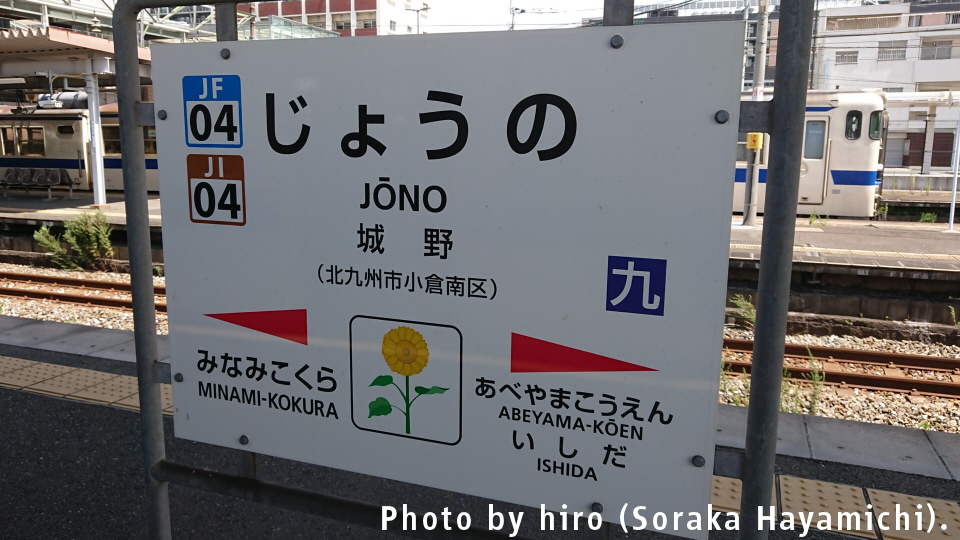 JF
04
じょうの
JI
04
JŌNO
城野
(北九州市小倉南区)
九
みなみこくら
MINAMI-KOKURA
あべやまこうえん
ABEYAMA-KŌEN
いしだ
ISHIDA
Photo by hiro (Soraka Hayamichi).